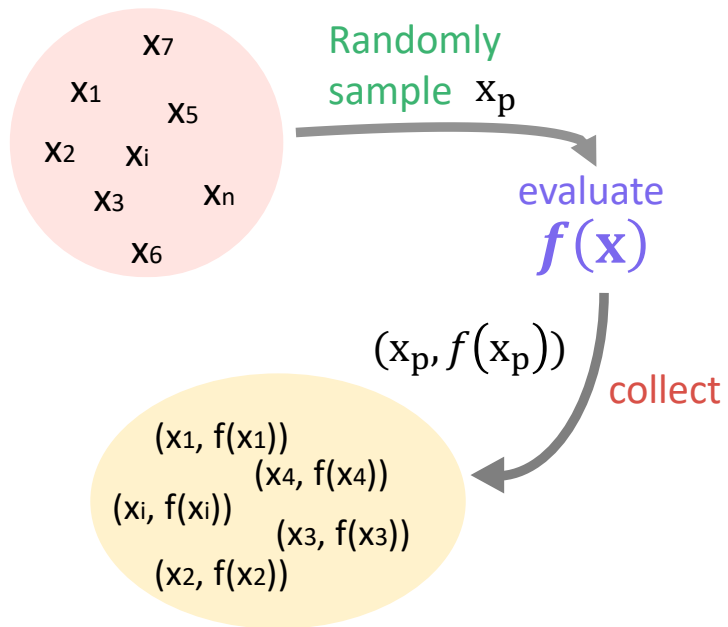 x7
x1
x5
x2
xi
x3
xn
x6
Randomly
sample xp
evaluate
f(x)
(xp, f(xp))
collect
(x1, f(x1))
(x4, f(x4))
(xi, f(xi))
(x3, f(x3))
(x2, f(x2))